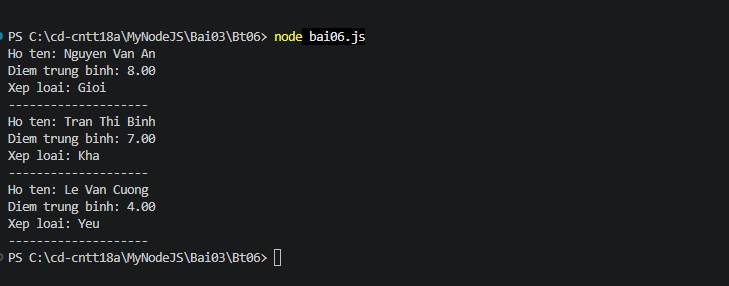 PS C:\cd-cntt18a\MyNodeJS\Bai03\Bt06> node bai06.js
Ho ten: Nguyen Van An
Diem trung binh: 8.00
Xep loai: Gioi
--------------------
Ho ten: Tran Thi Binh
Diem trung binh: 7.00
Xep loai: Kha
--------------------
Ho ten: Le Van Cuong
Diem trung binh: 4.00
Xep loai: Yeu
--------------------
PS C:\cd-cntt18a\MyNodeJS\Bai03\Bt06>